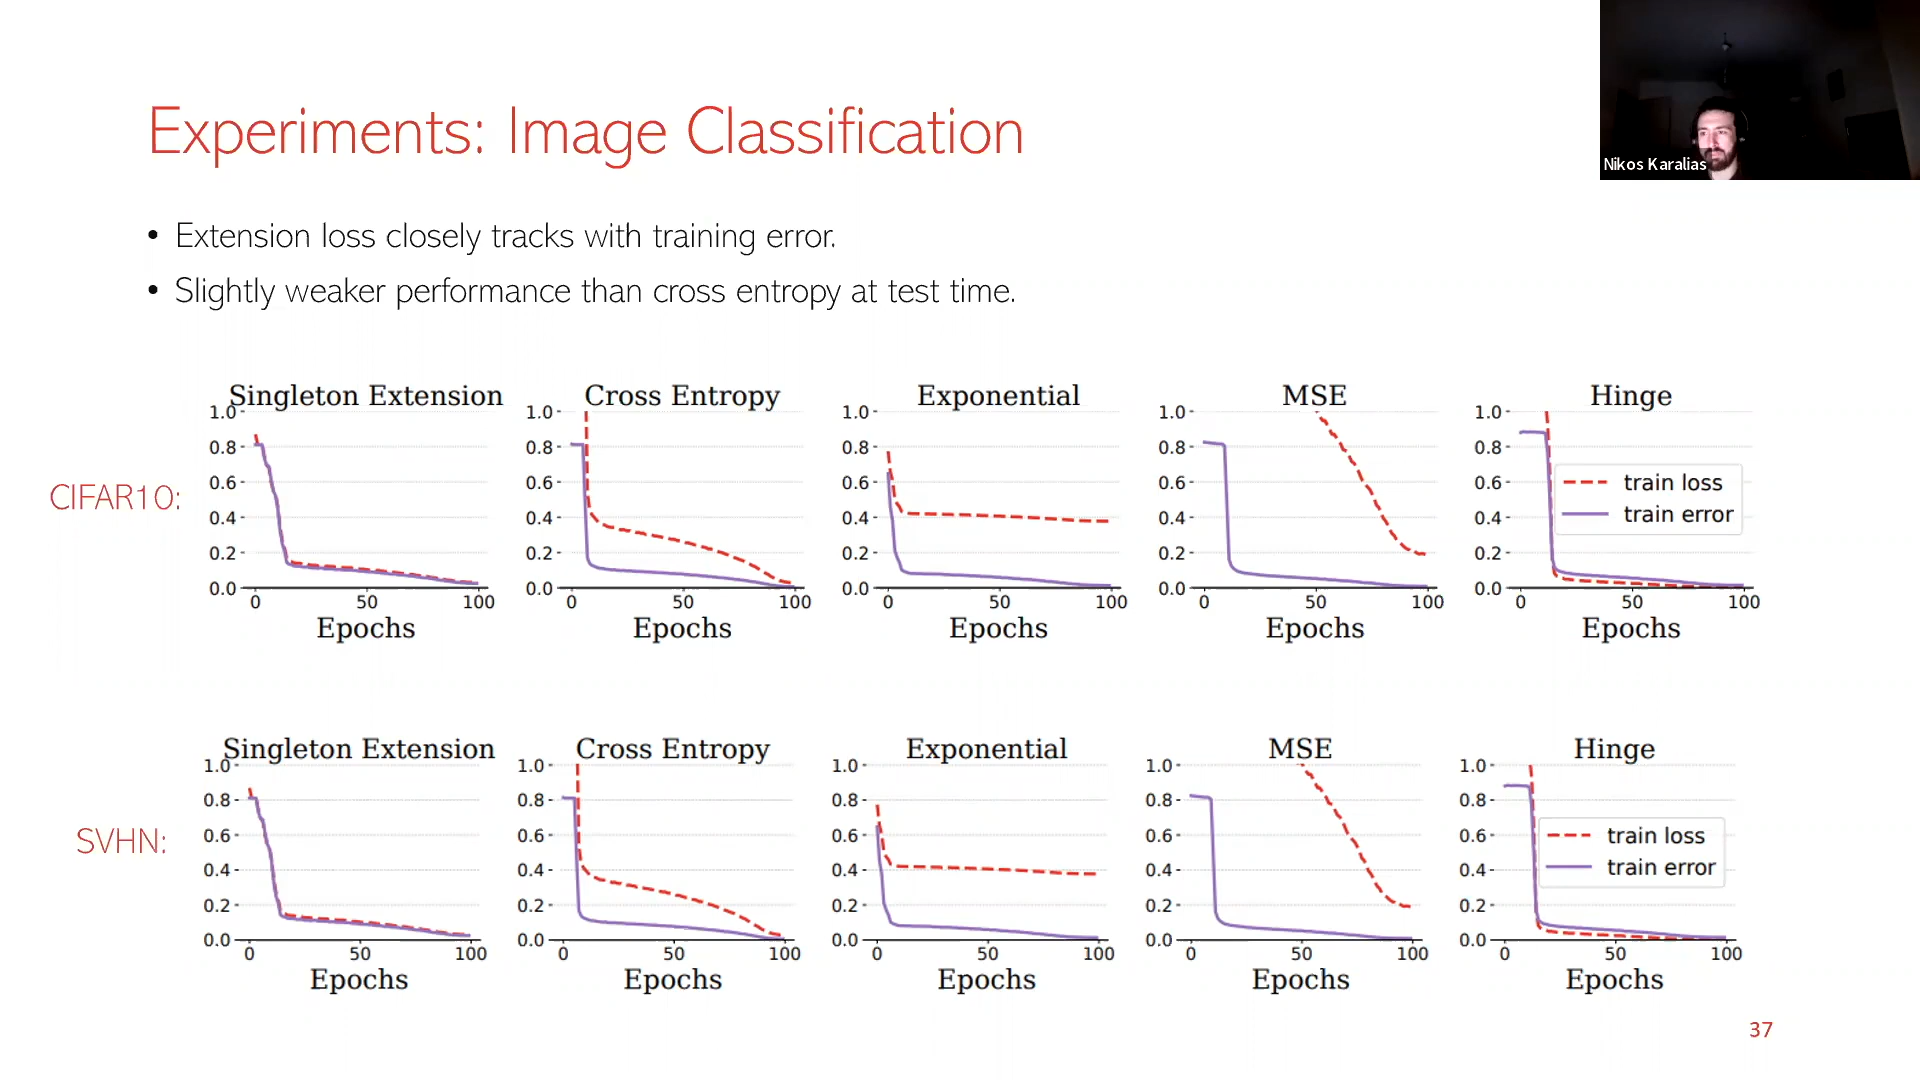 Nikos Karalias
Experiments: Image Classification
• Extension loss closely tracks with training error.
• Slightly weaker performance than cross entropy at test time.
CIFAR10:
Singleton Extension
1.0
0.8
0.6
0.4
0.2
0.0
0 50 100
Epochs
Cross Entropy
1.0
0.8
0.6
0.4
0.2
0.0
0 50 100
Epochs
Exponential
1.0
0.8
0.6
0.4
0.2
0.0
0 50 100
Epochs
MSE
1.0
0.8
0.6
0.4
0.2
0.0
0 50 100
Epochs
Hinge
1.0
0.8
0.6
0.4
0.2
0.0
train loss
train error
0 50 100
Epochs
SVHN:
Singleton Extension
1.0
0.8
0.6
0.4
0.2
0.0
0 50 100
Epochs
Cross Entropy
1.0
0.8
0.6
0.4
0.2
0.0
0 50 100
Epochs
Exponential
1.0
0.8
0.6
0.4
0.2
0.0
0 50 100
Epochs
MSE
1.0
0.8
0.6
0.4
0.2
0.0
0 50 100
Epochs
Hinge
1.0
0.8
0.6
0.4
0.2
0.0
train loss
train error
0 50 100
Epochs
37